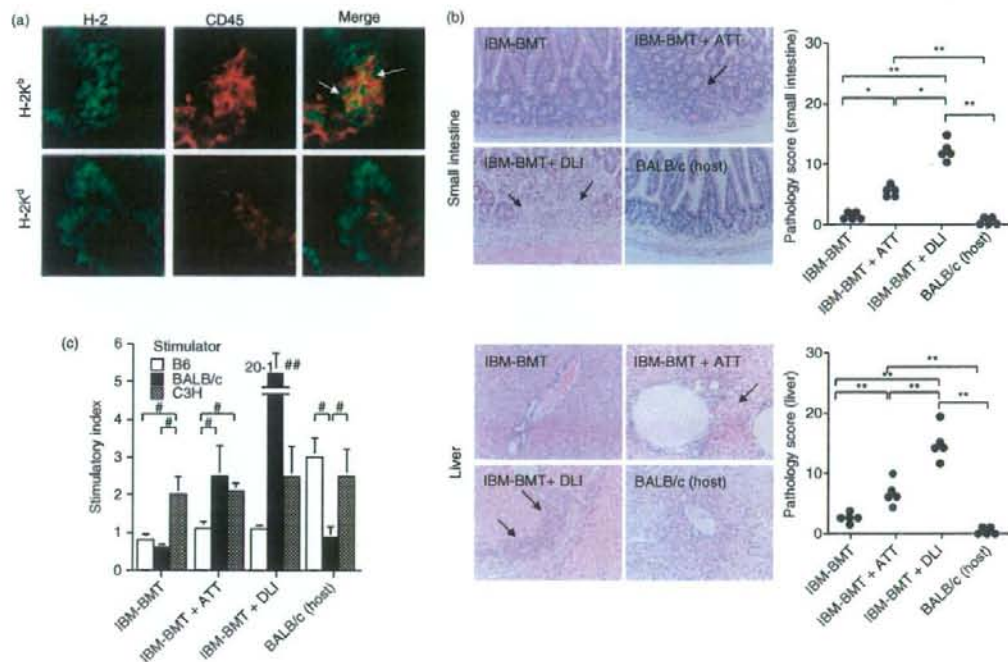 (a)
H-2
CD45
Merge
H-2Kᵇ
H-2Kᵈ
(b)
Small intestine
IBM-BMT
IBM-BMT + ATT
IBM-BMT+ DLI
BALB/c (host)
Pathology score (small intestine)
30
20
10
0
**
**
*
*
**
IBM-BMT
IBM-BMT + ATT
IBM-BMT + DLI
BALB/c (host)
(c)
Stimulatory index
6
5
4
3
2
1
0
Stimulator
B6
BALB/c
C3H
20-1
##
#
#
#
#
#
#
IBM-BMT
IBM-BMT + ATT
IBM-BMT + DLI
BALB/c (host)
Liver
IBM-BMT
IBM-BMT + ATT
IBM-BMT+ DLI
BALB/c (host)
Pathology score (liver)
30
20
10
0
**
**
**
**
**
IBM-BMT
IBM-BMT + ATT
IBM-BMT + DLI
BALB/c (host)